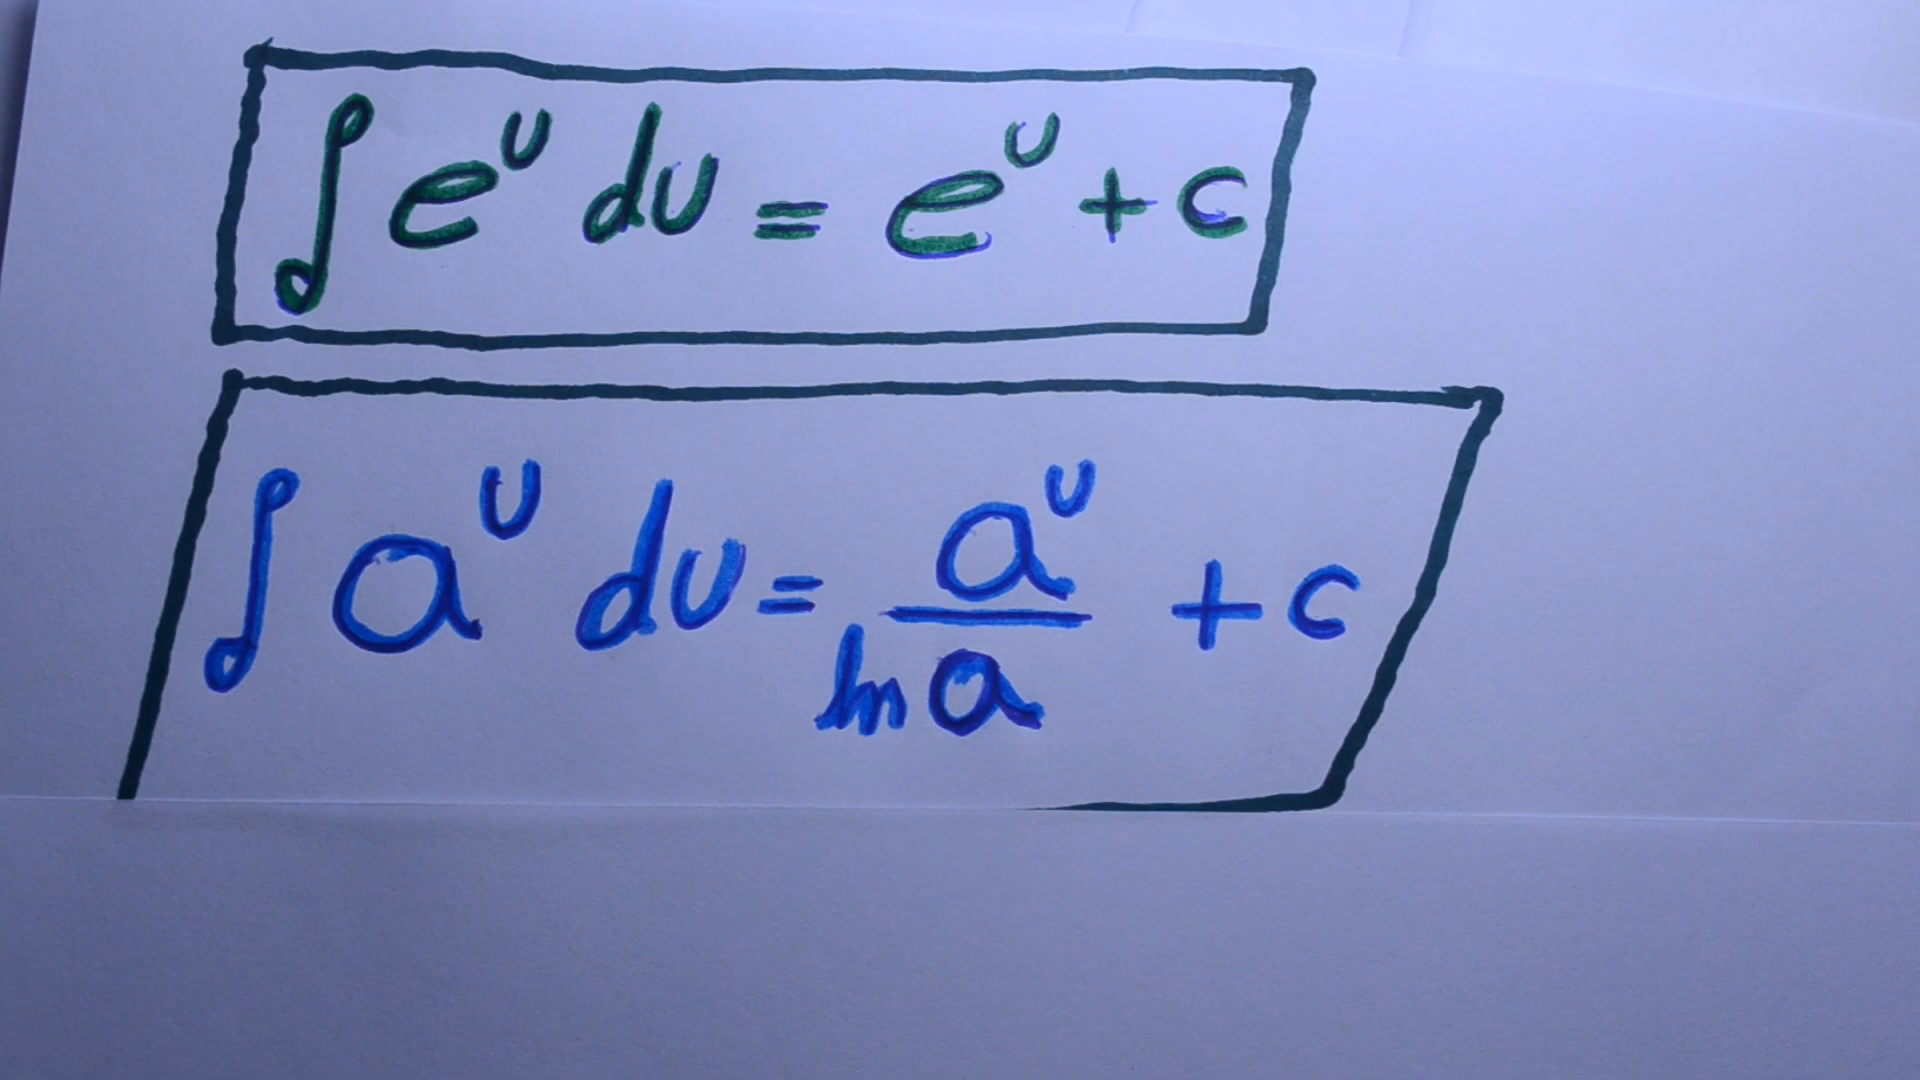 ∫ e^u du = e^u + c
∫ a^u du = a^u / ln a + c